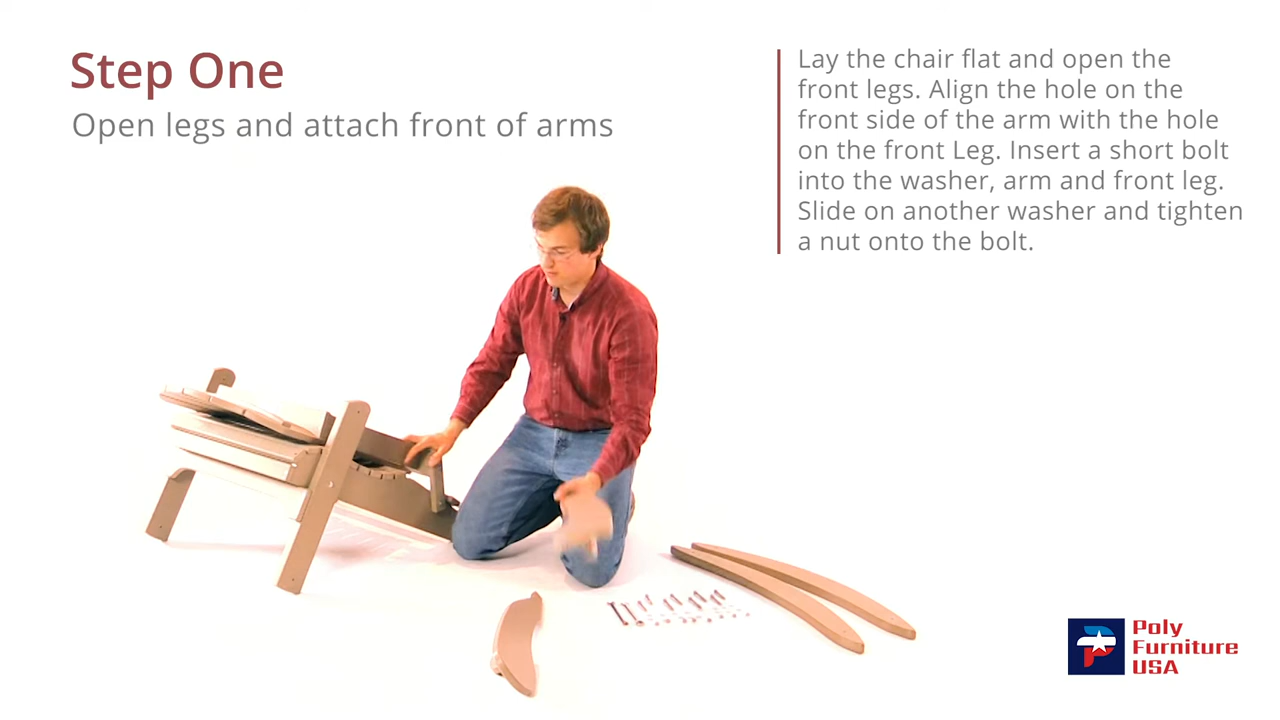 Step One
Open legs and attach front of arms
Lay the chair flat and open the
front legs. Align the hole on the
front side of the arm with the hole
on the front Leg. Insert a short bolt
into the washer, arm and front leg.
Slide on another washer and tighten
a nut onto the bolt.
Poly
Furniture
USA